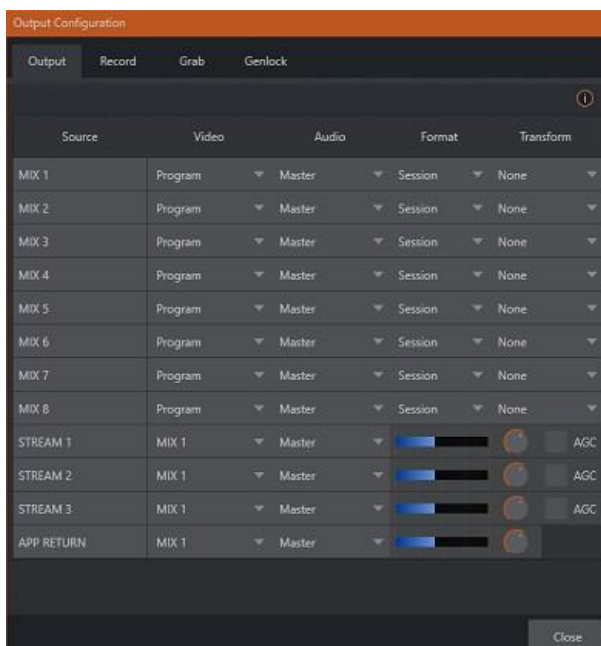 Output Configuration
Output Record Grab Genlock
Source Video Audio Format Transform
MIX 1 Program Master Session None
MIX 2 Program Master Session None
MIX 3 Program Master Session None
MIX 4 Program Master Session None
MIX 5 Program Master Session None
MIX 6 Program Master Session None
MIX 7 Program Master Session None
MIX 8 Program Master Session None
STREAM 1 MIX 1 Master AGC
STREAM 2 MIX 1 Master AGC
STREAM 3 MIX 1 Master AGC
APP RETURN MIX 1 Master
Close